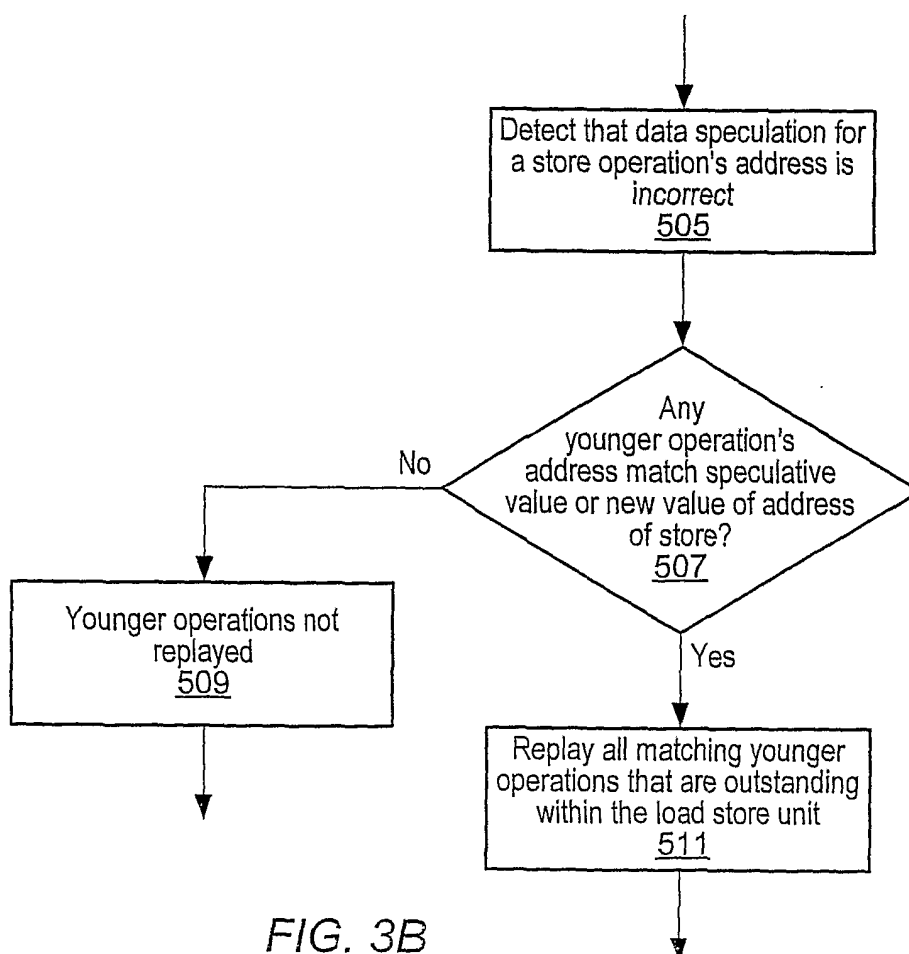 Detect that data speculation for
a store operation's address is
incorrect
505
Any
younger operation's
address match speculative
value or new value of address
of store?
507
No
Yes
Younger operations not
replayed
509
Replay all matching younger
operations that are outstanding
within the load store unit
511
FIG. 3B